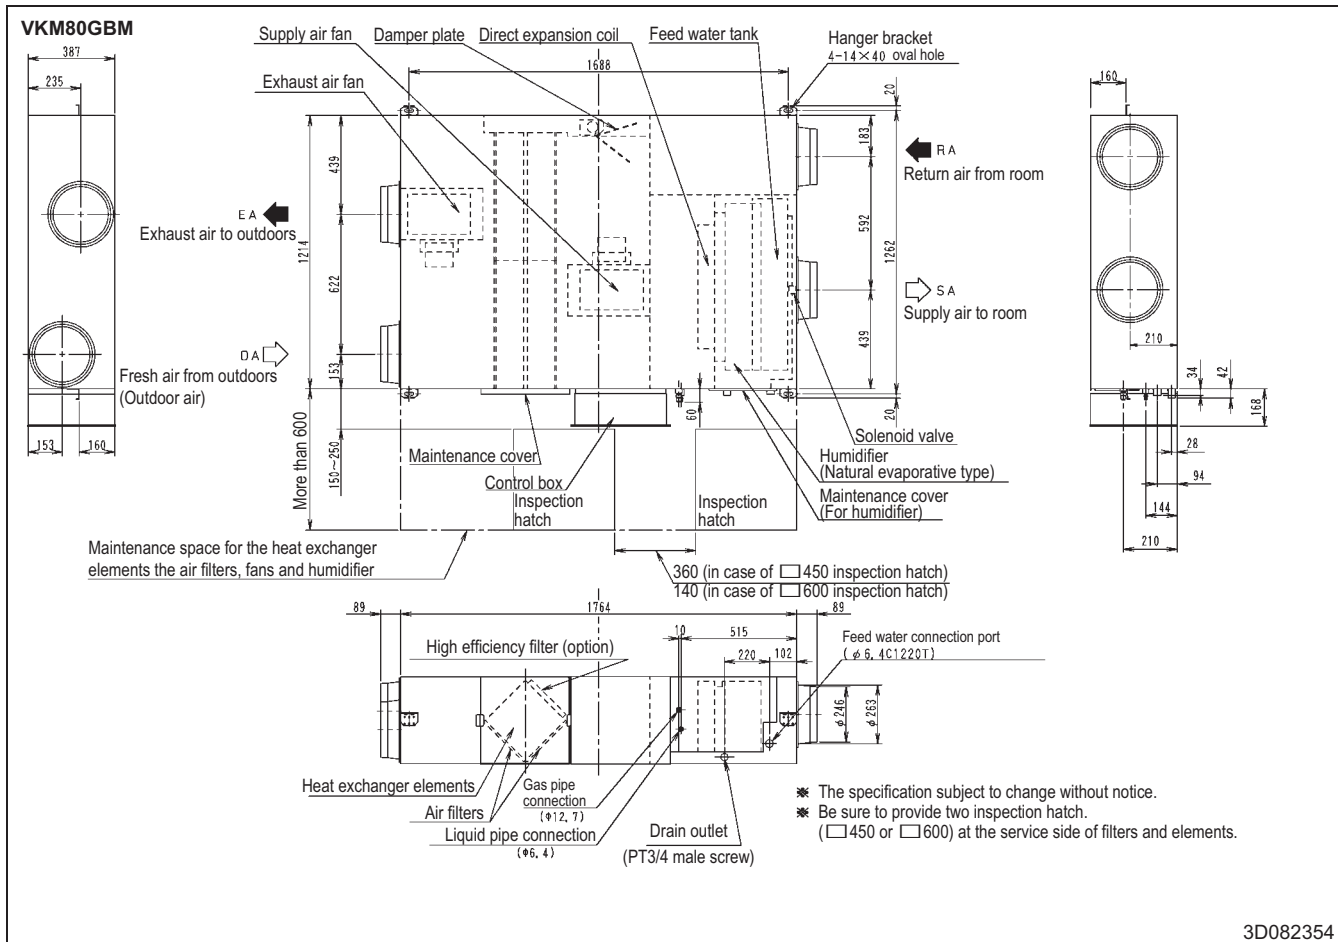 VKM80GBM
387
235
153
160
Supply air fan
Damper plate
Direct expansion coil
Feed water tank
Hanger bracket
4-14×40 oval hole
Exhaust air fan
1688
20
183
439
1214
622
153
592
1262
439
20
EA
Exhaust air to outdoors
OA
Fresh air from outdoors
(Outdoor air)
RA
Return air from room
SA
Supply air to room
160
210
34
42
168
28
94
144
210
60
More than 600
150~250
Maintenance cover
Control box
Inspection
hatch
Inspection
hatch
Solenoid valve
Humidifier
(Natural evaporative type)
Maintenance cover
(For humidifier)
Maintenance space for the heat exchanger
elements the air filters, fans and humidifier
360 (in case of □450 inspection hatch)
140 (in case of □600 inspection hatch)
89
1764
89
10
515
220
102
High efficiency filter (option)
Feed water connection port
(φ6.4C1220T)
φ246
φ263
Heat exchanger elements
Air filters
Gas pipe
connection
(Φ12.7)
Liquid pipe connection
(Φ6.4)
Drain outlet
(PT3/4 male screw)
※ The specification subject to change without notice.
※ Be sure to provide two inspection hatch.
(□450 or □600) at the service side of filters and elements.
3D082354